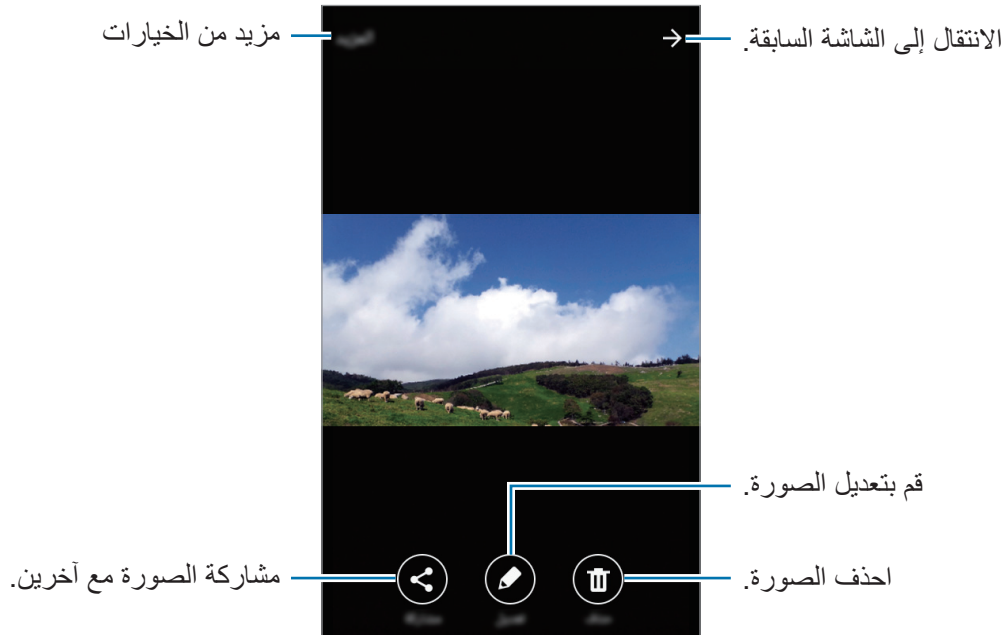 الانتقال إلى الشاشة السابقة.
مزيد من الخيارات
قم بتعديل الصورة.
احذف الصورة.
مشاركة الصورة مع آخرين.